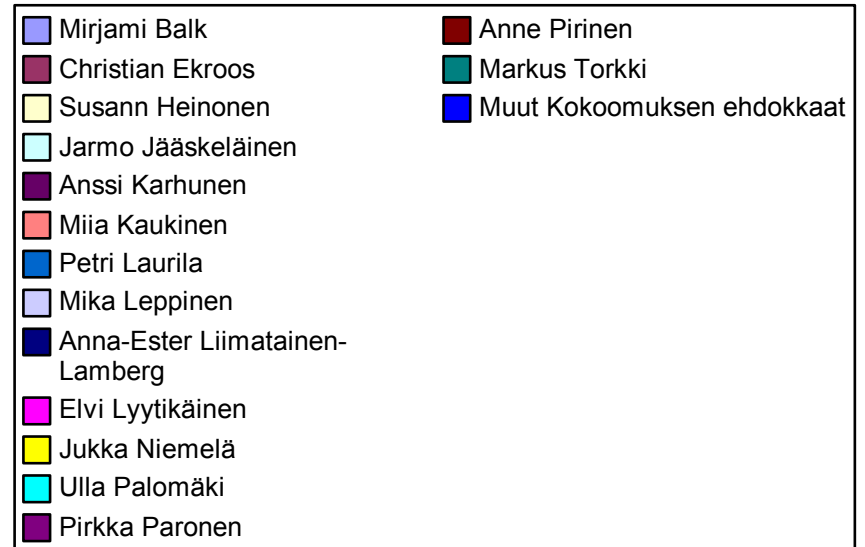 Mirjami Balk
Christian Ekroos
Susann Heinonen
Jarmo Jääskeläinen
Anssi Karhunen
Miia Kaukinen
Petri Laurila
Mika Leppinen
Anna-Ester Liimatainen-
Lamberg
Elvi Lyytikäinen
Jukka Niemelä
Ulla Palomäki
Pirkka Paronen
Anne Pirinen
Markus Torkki
Muut Kokoomuksen ehdokkaat